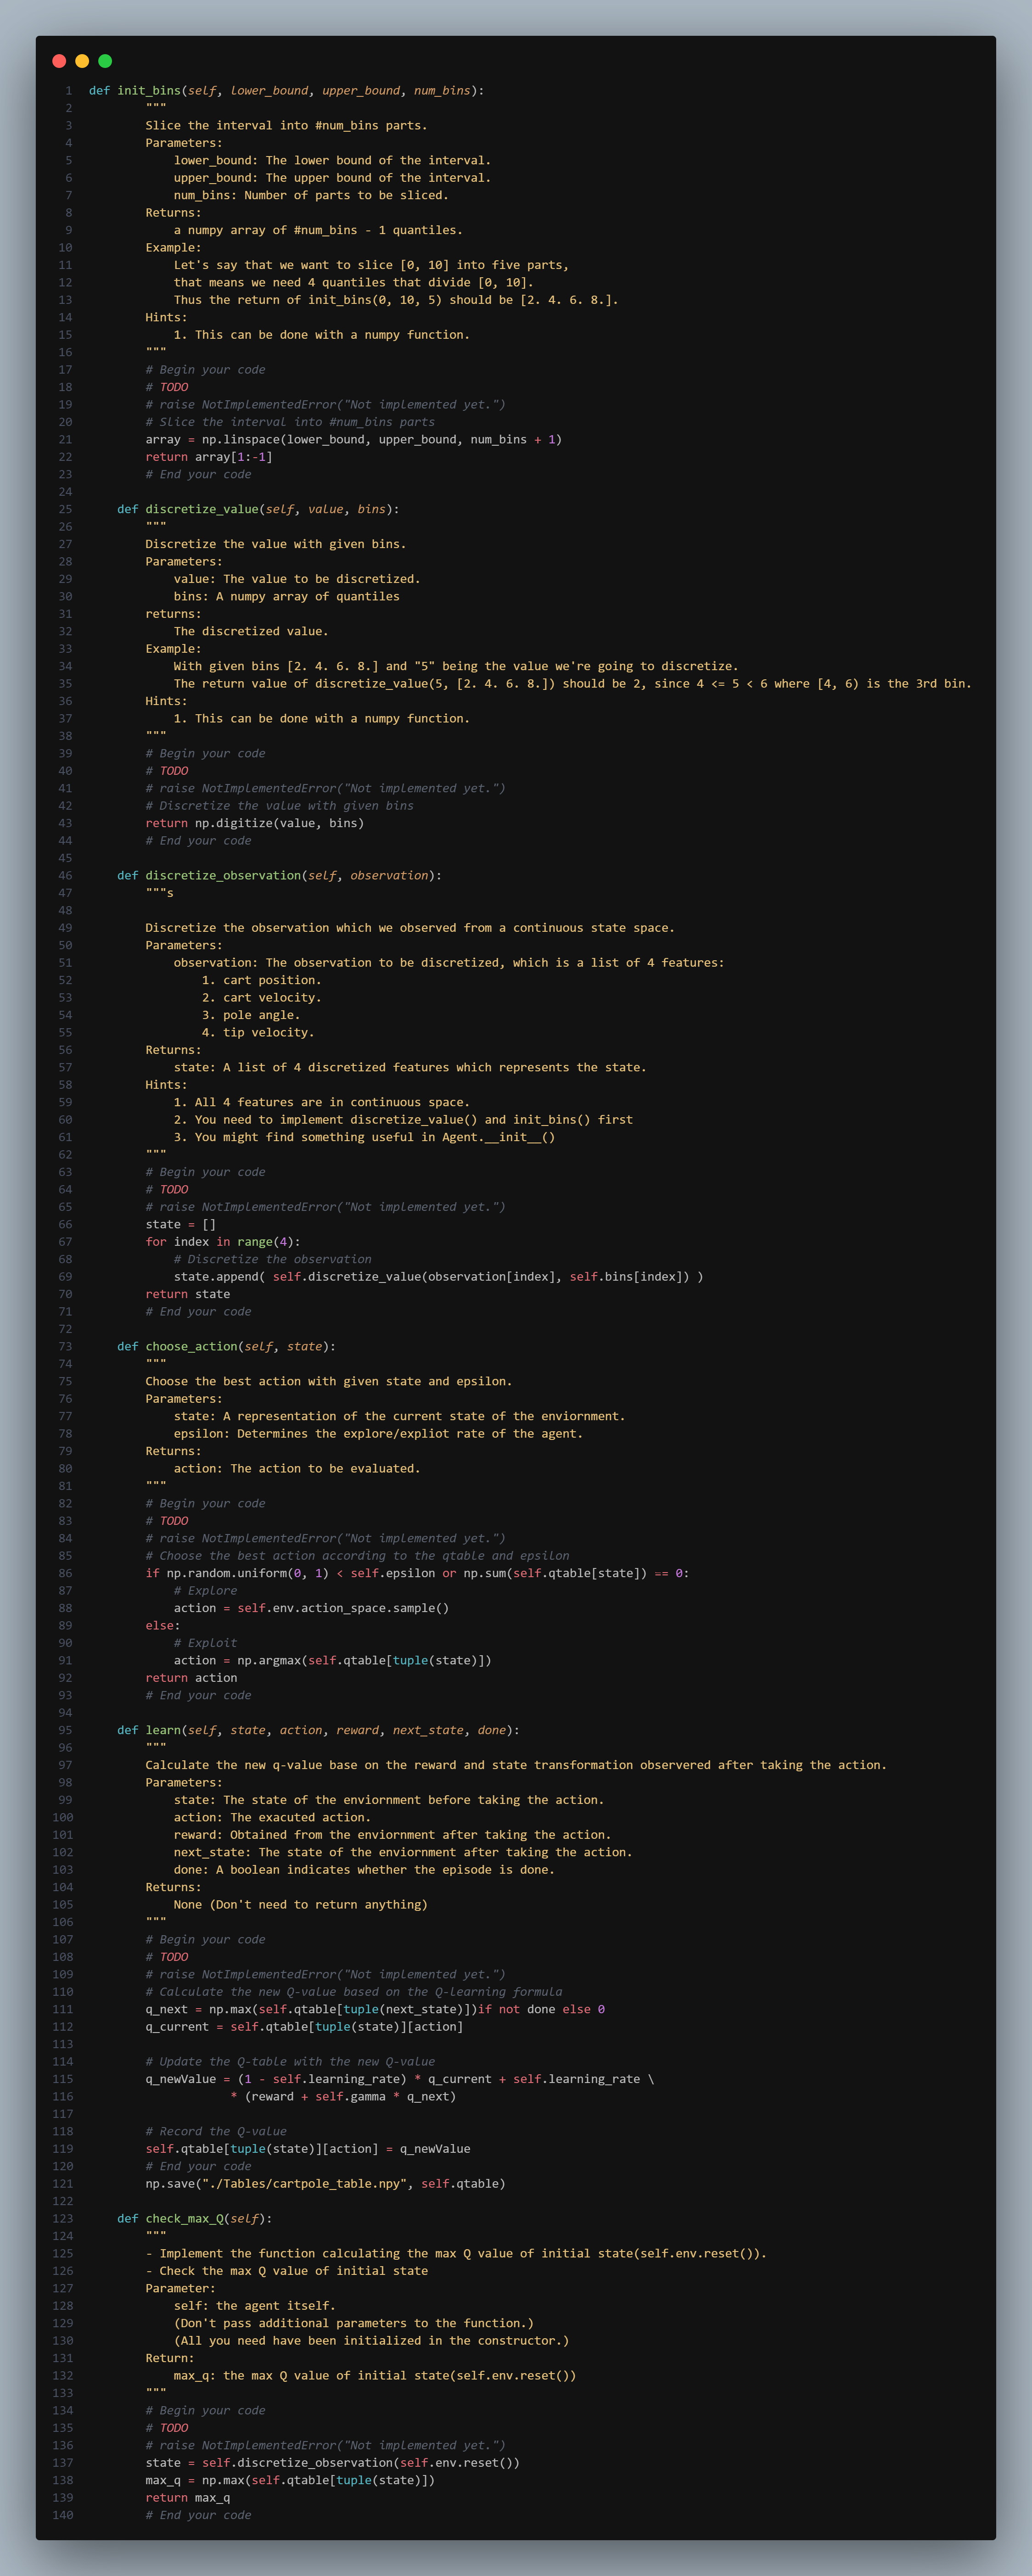 1 def init_bins(self, lower_bound, upper_bound, num_bins):
2         """
3         Slice the interval into #num_bins parts.
4         Parameters:
5             lower_bound: The lower bound of the interval.
6             upper_bound: The upper bound of the interval.
7             num_bins: Number of parts to be sliced.
8         Returns:
9             a numpy array of #num_bins - 1 quantiles.
10         Example:
11             Let's say that we want to slice [0, 10] into five parts,
12             that means we need 4 quantiles that divide [0, 10].
13             Thus the return of init_bins(0, 10, 5) should be [2. 4. 6. 8.].
14         Hints:
15             1. This can be done with a numpy function.
16         """
17         # Begin your code
18         # TODO
19         # raise NotImplementedError("Not implemented yet.")
20         # Slice the interval into #num_bins parts
21         array = np.linspace(lower_bound, upper_bound, num_bins + 1)
22         return array[1:-1]
23         # End your code
24
25     def discretize_value(self, value, bins):
26         """
27         Discretize the value with given bins.
28         Parameters:
29             value: The value to be discretized.
30             bins: A numpy array of quantiles
31         returns:
32             The discretized value.
33         Example:
34             With given bins [2. 4. 6. 8.] and "5" being the value we're going to discretize.
35             The return value of discretize_value(5, [2. 4. 6. 8.]) should be 2, since 4 <= 5 < 6 where [4, 6) is the 3rd bin.
36         Hints:
37             1. This can be done with a numpy function.
38         """
39         # Begin your code
40         # TODO
41         # raise NotImplementedError("Not implemented yet.")
42         # Discretize the value with given bins
43         return np.digitize(value, bins)
44         # End your code
45
46     def discretize_observation(self, observation):
47         """s
48
49         Discretize the observation which we observed from a continuous state space.
50         Parameters:
51             observation: The observation to be discretized, which is a list of 4 features:
52                 1. cart position.
53                 2. cart velocity.
54                 3. pole angle.
55                 4. tip velocity.
56         Returns:
57             state: A list of 4 discretized features which represents the state.
58         Hints:
59             1. All 4 features are in continuous space.
60             2. You need to implement discretize_value() and init_bins() first
61             3. You might find something useful in Agent.__init__()
62         """
63         # Begin your code
64         # TODO
65         # raise NotImplementedError("Not implemented yet.")
66         state = []
67         for index in range(4):
68             # Discretize the observation
69             state.append( self.discretize_value(observation[index], self.bins[index]) )
70         return state
71         # End your code
72
73     def choose_action(self, state):
74         """
75         Choose the best action with given state and epsilon.
76         Parameters:
77             state: A representation of the current state of the enviornment.
78             epsilon: Determines the explore/expliot rate of the agent.
79         Returns:
80             action: The action to be evaluated.
81         """
82         # Begin your code
83         # TODO
84         # raise NotImplementedError("Not implemented yet.")
85         # Choose the best action according to the qtable and epsilon
86         if np.random.uniform(0, 1) < self.epsilon or np.sum(self.qtable[state]) == 0:
87             # Explore
88             action = self.env.action_space.sample()
89         else:
90             # Exploit
91             action = np.argmax(self.qtable[tuple(state)])
92         return action
93         # End your code
94
95     def learn(self, state, action, reward, next_state, done):
96         """
97         Calculate the new q-value base on the reward and state transformation observered after taking the action.
98         Parameters:
99             state: The state of the enviornment before taking the action.
100             action: The exacuted action.
101             reward: Obtained from the enviornment after taking the action.
102             next_state: The state of the enviornment after taking the action.
103             done: A boolean indicates whether the episode is done.
104         Returns:
105             None (Don't need to return anything)
106         """
107         # Begin your code
108         # TODO
109         # raise NotImplementedError("Not implemented yet.")
110         # Calculate the new Q-value based on the Q-learning formula
111         q_next = np.max(self.qtable[tuple(next_state)])if not done else 0
112         q_current = self.qtable[tuple(state)][action]
113
114         # Update the Q-table with the new Q-value
115         q_newValue = (1 - self.learning_rate) * q_current + self.learning_rate \
116                     * (reward + self.gamma * q_next)
117
118         # Record the Q-value
119         self.qtable[tuple(state)][action] = q_newValue
120         # End your code
121         np.save("./Tables/cartpole_table.npy", self.qtable)
122
123     def check_max_Q(self):
124         """
125         - Implement the function calculating the max Q value of initial state(self.env.reset()).
126         - Check the max Q value of initial state
127         Parameter:
128             self: the agent itself.
129             (Don't pass additional parameters to the function.)
130             (All you need have been initialized in the constructor.)
131         Return:
132             max_q: the max Q value of initial state(self.env.reset())
133         """
134         # Begin your code
135         # TODO
136         # raise NotImplementedError("Not implemented yet.")
137         state = self.discretize_observation(self.env.reset())
138         max_q = np.max(self.qtable[tuple(state)])
139         return max_q
140         # End your code